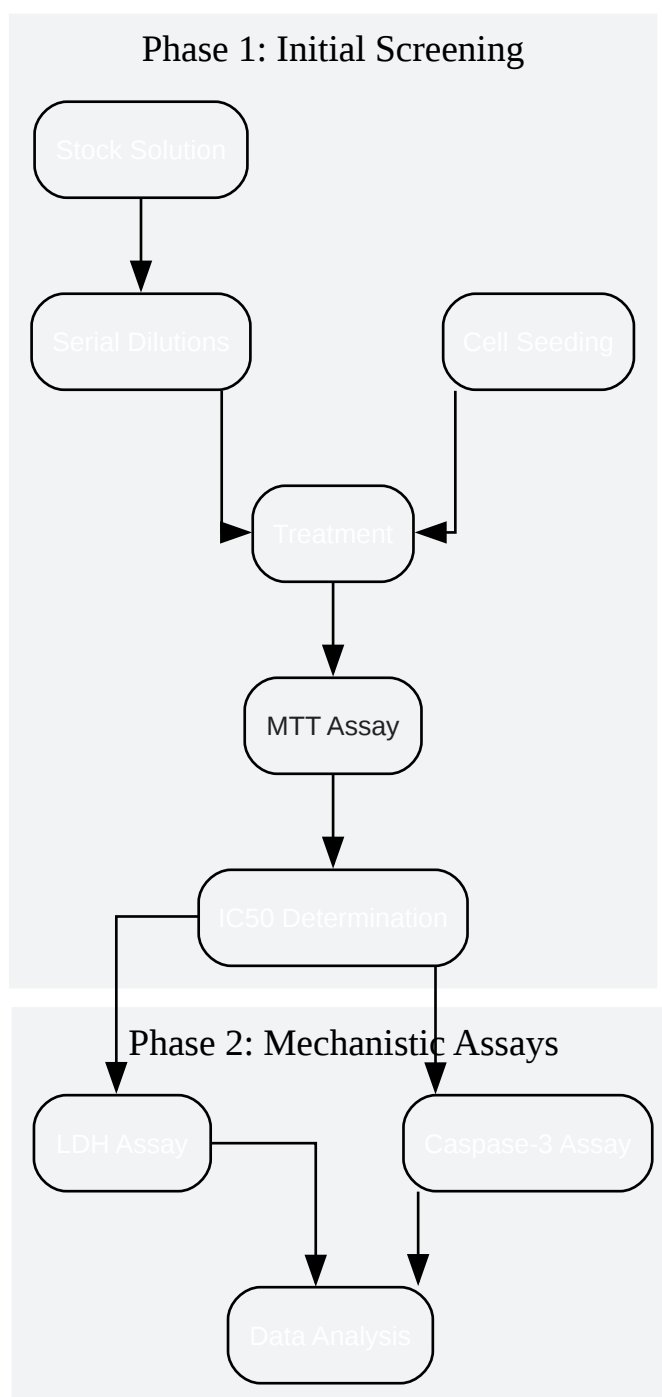 Phase 1: Initial Screening
Stock Solution
Serial Dilutions
Cell Seeding
Treatment
MTT Assay
IC50 Determination
Phase 2: Mechanistic Assays
LDH Assay
Caspase-3 Assay
Data Analysis